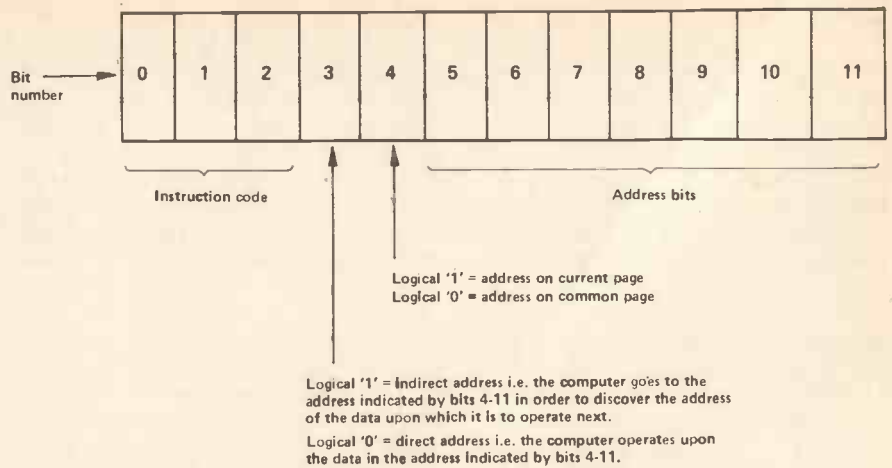 Bit
number
0 1 2 3 4 5 6 7 8 9 10 11
Instruction code
Address bits
Logical '1' = address on current page
Logical '0' = address on common page
Logical '1' = Indirect address i.e. the computer goes to the
address indicated by bits 4-11 in order to discover the address
of the data upon which it is to operate next.
Logical '0' = direct address i.e. the computer operates upon
the data in the address indicated by bits 4-11.